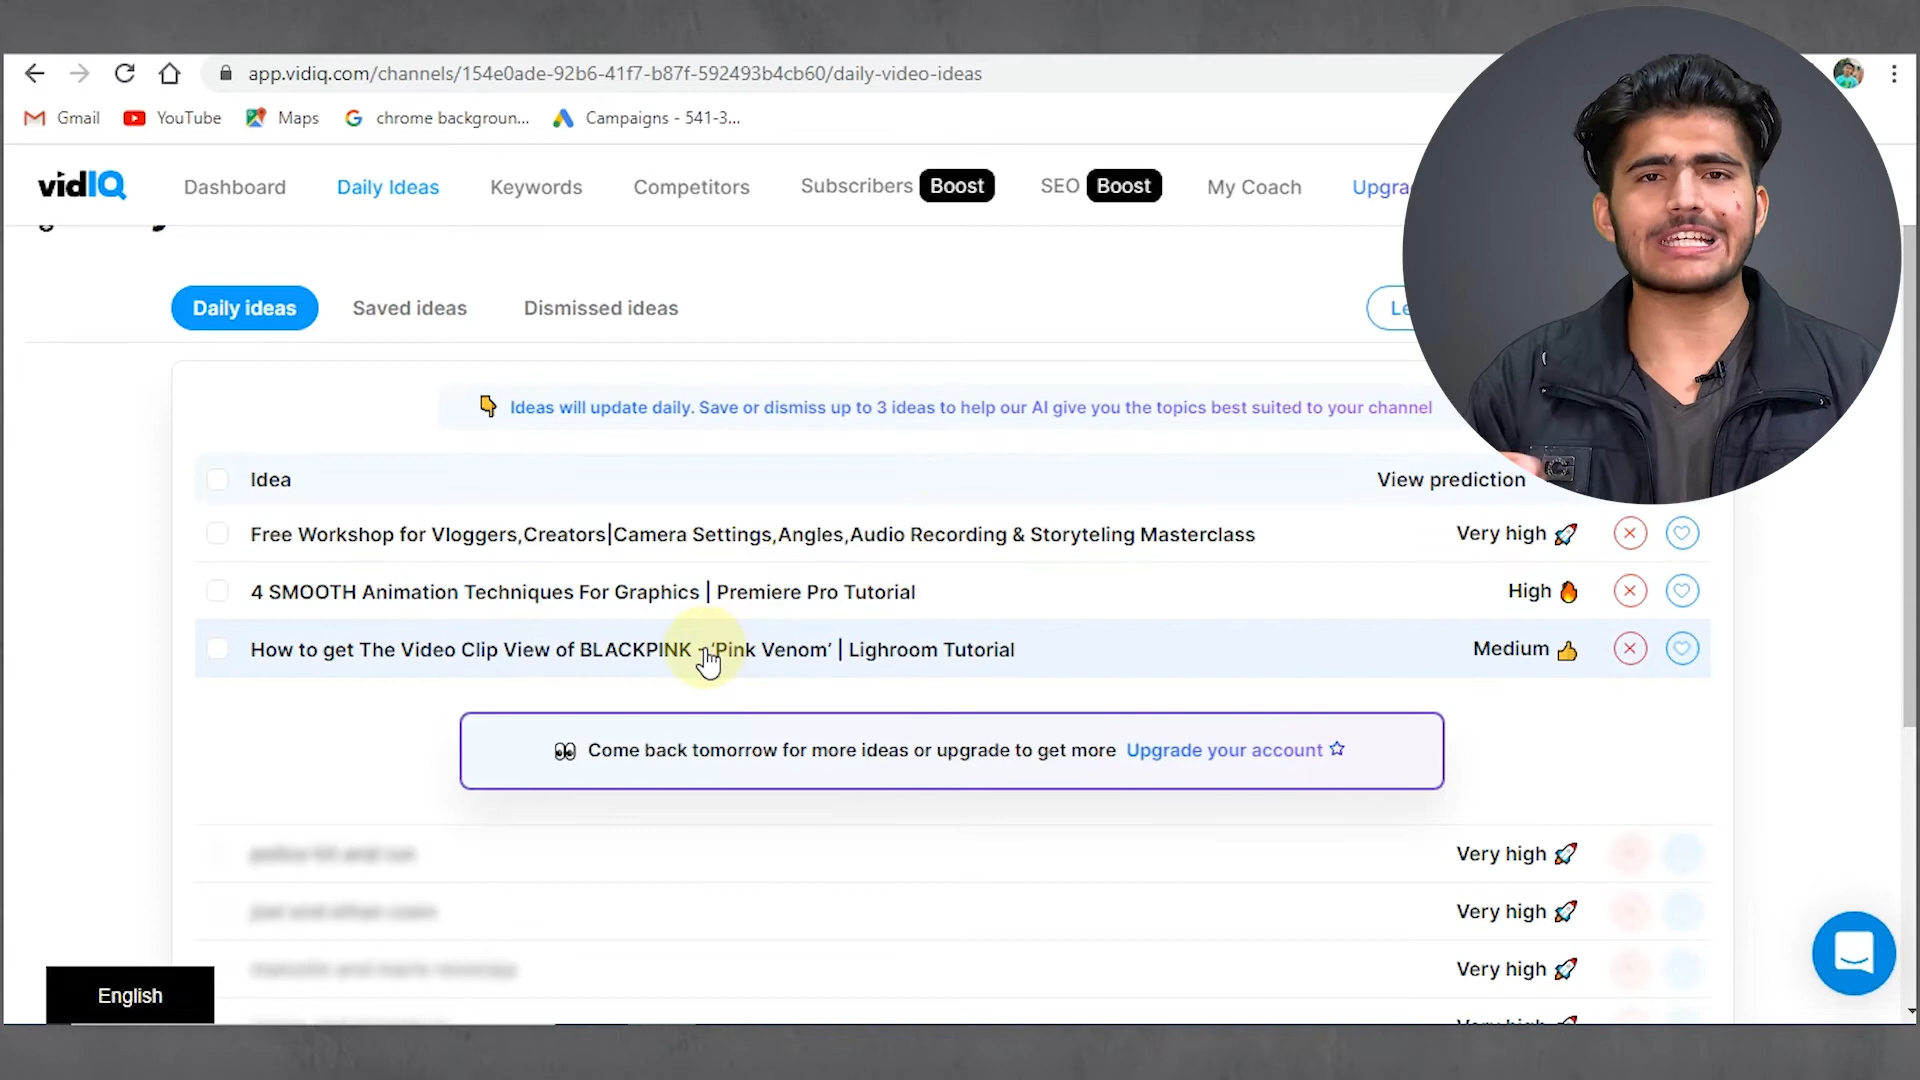 app.vidiq.com/channels/154e0ade-92b6-41f7-b87f-592493b4cb60/daily-video-ideas
Gmail YouTube Maps chrome backgroun... Campaigns - 541-3...
vidIQ Dashboard Daily Ideas Keywords Competitors Subscribers Boost SEO Boost My Coach
Daily ideas Saved ideas Dismissed ideas
Ideas will update daily. Save or dismiss up to 3 ideas to help our AI give you the topics best suited to your channel
Idea View prediction
Free Workshop for Vloggers,Creators|Camera Settings,Angles,Audio Recording & Storyteling Masterclass Very high
4 SMOOTH Animation Techniques For Graphics | Premiere Pro Tutorial High
How to get The Video Clip View of BLACKPINK - ‘Pink Venom’ | Lighroom Tutorial Medium
Come back tomorrow for more ideas or upgrade to get more Upgrade your account
Very high
Very high
Very high
English